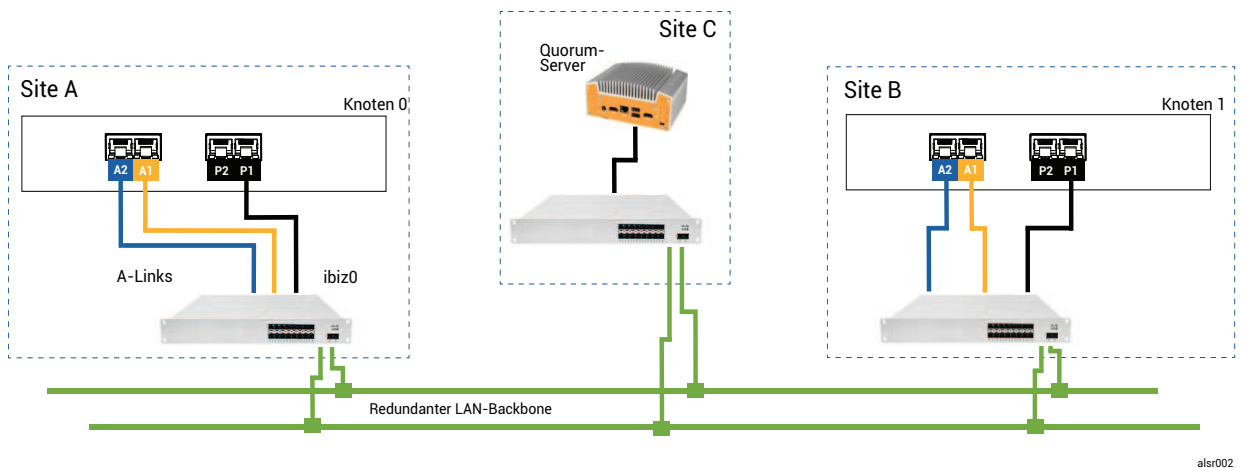 Site C
Quorum-
Server
Site A
Knoten 0
A2 A1 P2 P1
A-Links
ibiz0
Site B
Knoten 1
A2 A1 P2 P1
Redundanter LAN-Backbone
alsr002